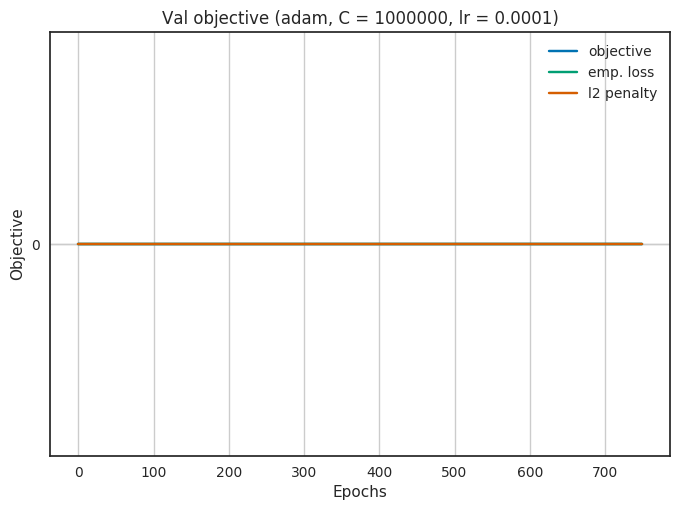 Val objective (adam, C = 1000000, lr = 0.0001)
objective
emp. loss
l2 penalty
Objective
0
0 100 200 300 400 500 600 700
Epochs